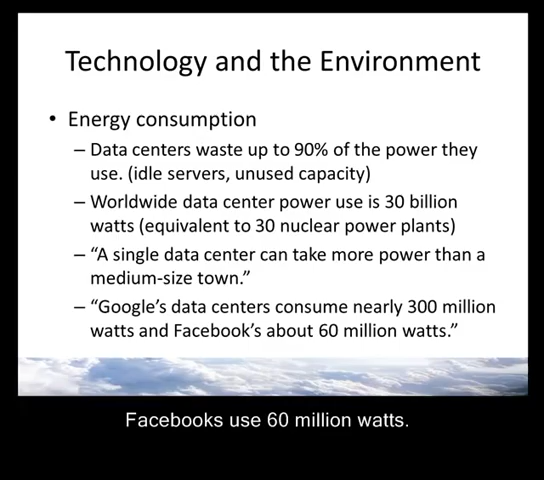 Technology and the Environment
• Energy consumption
– Data centers waste up to 90% of the power they
use. (idle servers, unused capacity)
– Worldwide data center power use is 30 billion
watts (equivalent to 30 nuclear power plants)
– “A single data center can take more power than a
medium-size town.”
– “Google’s data centers consume nearly 300 million
watts and Facebook’s about 60 million watts.”
Facebooks use 60 million watts.